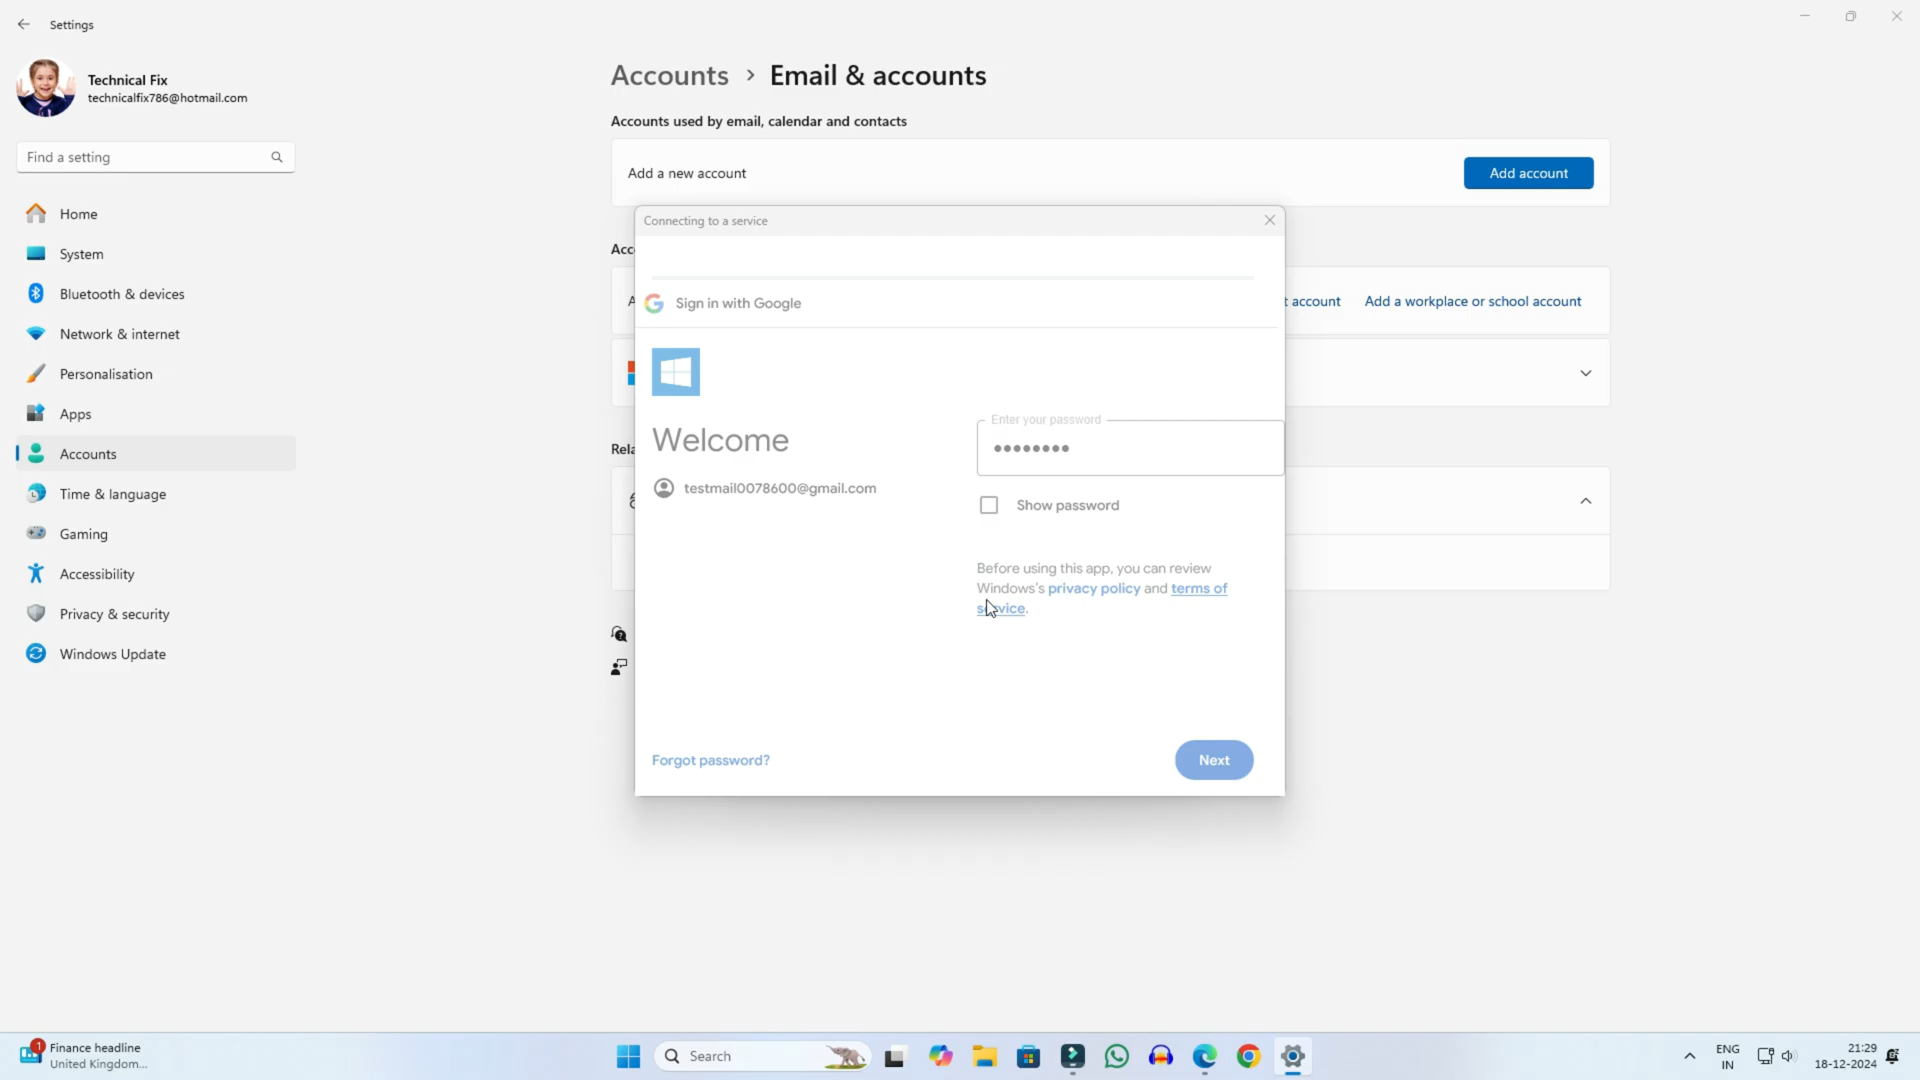 Settings
Technical Fix
technicalfix786@hotmail.com
Find a setting
Home
System
Bluetooth & devices
Network & internet
Personalisation
Apps
Accounts
Time & language
Gaming
Accessibility
Privacy & security
Windows Update
Accounts > Email & accounts
Accounts used by email, calendar and contacts
Add a new account
Add account
Acc
A
t account
Add a workplace or school account
Rela
Connecting to a service
Sign in with Google
Welcome
testmail0078600@gmail.com
Enter your password
Show password
Before using this app, you can review
Windows's privacy policy and terms of
service.
Forgot password?
Next
1
Finance headline
United Kingdom...
Search
ENG
IN
21:29
18-12-2024